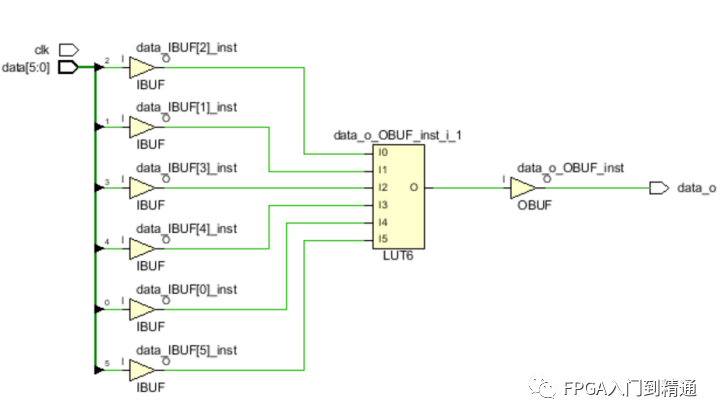 clk
data[5:0]
data_IBUF[2]_inst
2 I O
IBUF
data_IBUF[1]_inst
1 I O
IBUF
data_IBUF[3]_inst
3 I O
IBUF
data_IBUF[4]_inst
4 I O
IBUF
data_IBUF[0]_inst
0 I O
IBUF
data_IBUF[5]_inst
5 I O
IBUF
data_o_OBUF_inst_i_1
I0
I1
I2 O
I3
I4
I5
LUT6
data_o_OBUF_inst
I O
OBUF
data_o
FPGA入门到精通